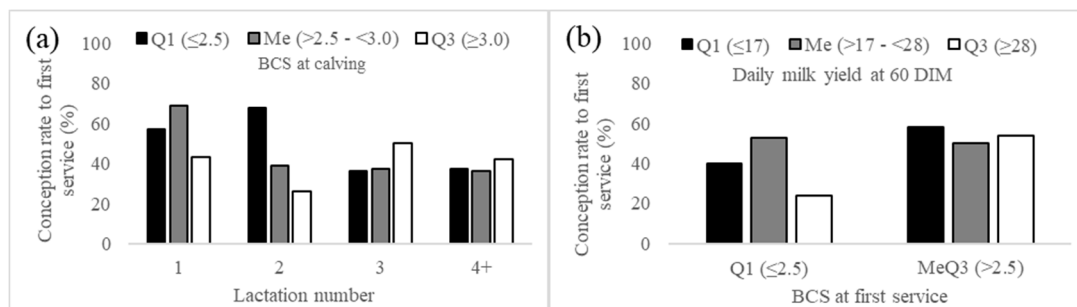 (a)
Q1 (≤2.5) Me (>2.5 - <3.0) Q3 (≥3.0)
BCS at calving
Conception rate to first
service (%)
100
80
60
40
20
0
1 2 3 4+
Lactation number
(b)
Q1 (≤17) Me (>17 - <28) Q3 (≥28)
Daily milk yield at 60 DIM
Conception rate to first
service (%)
100
80
60
40
20
0
Q1 (≤2.5) MeQ3 (>2.5)
BCS at first service